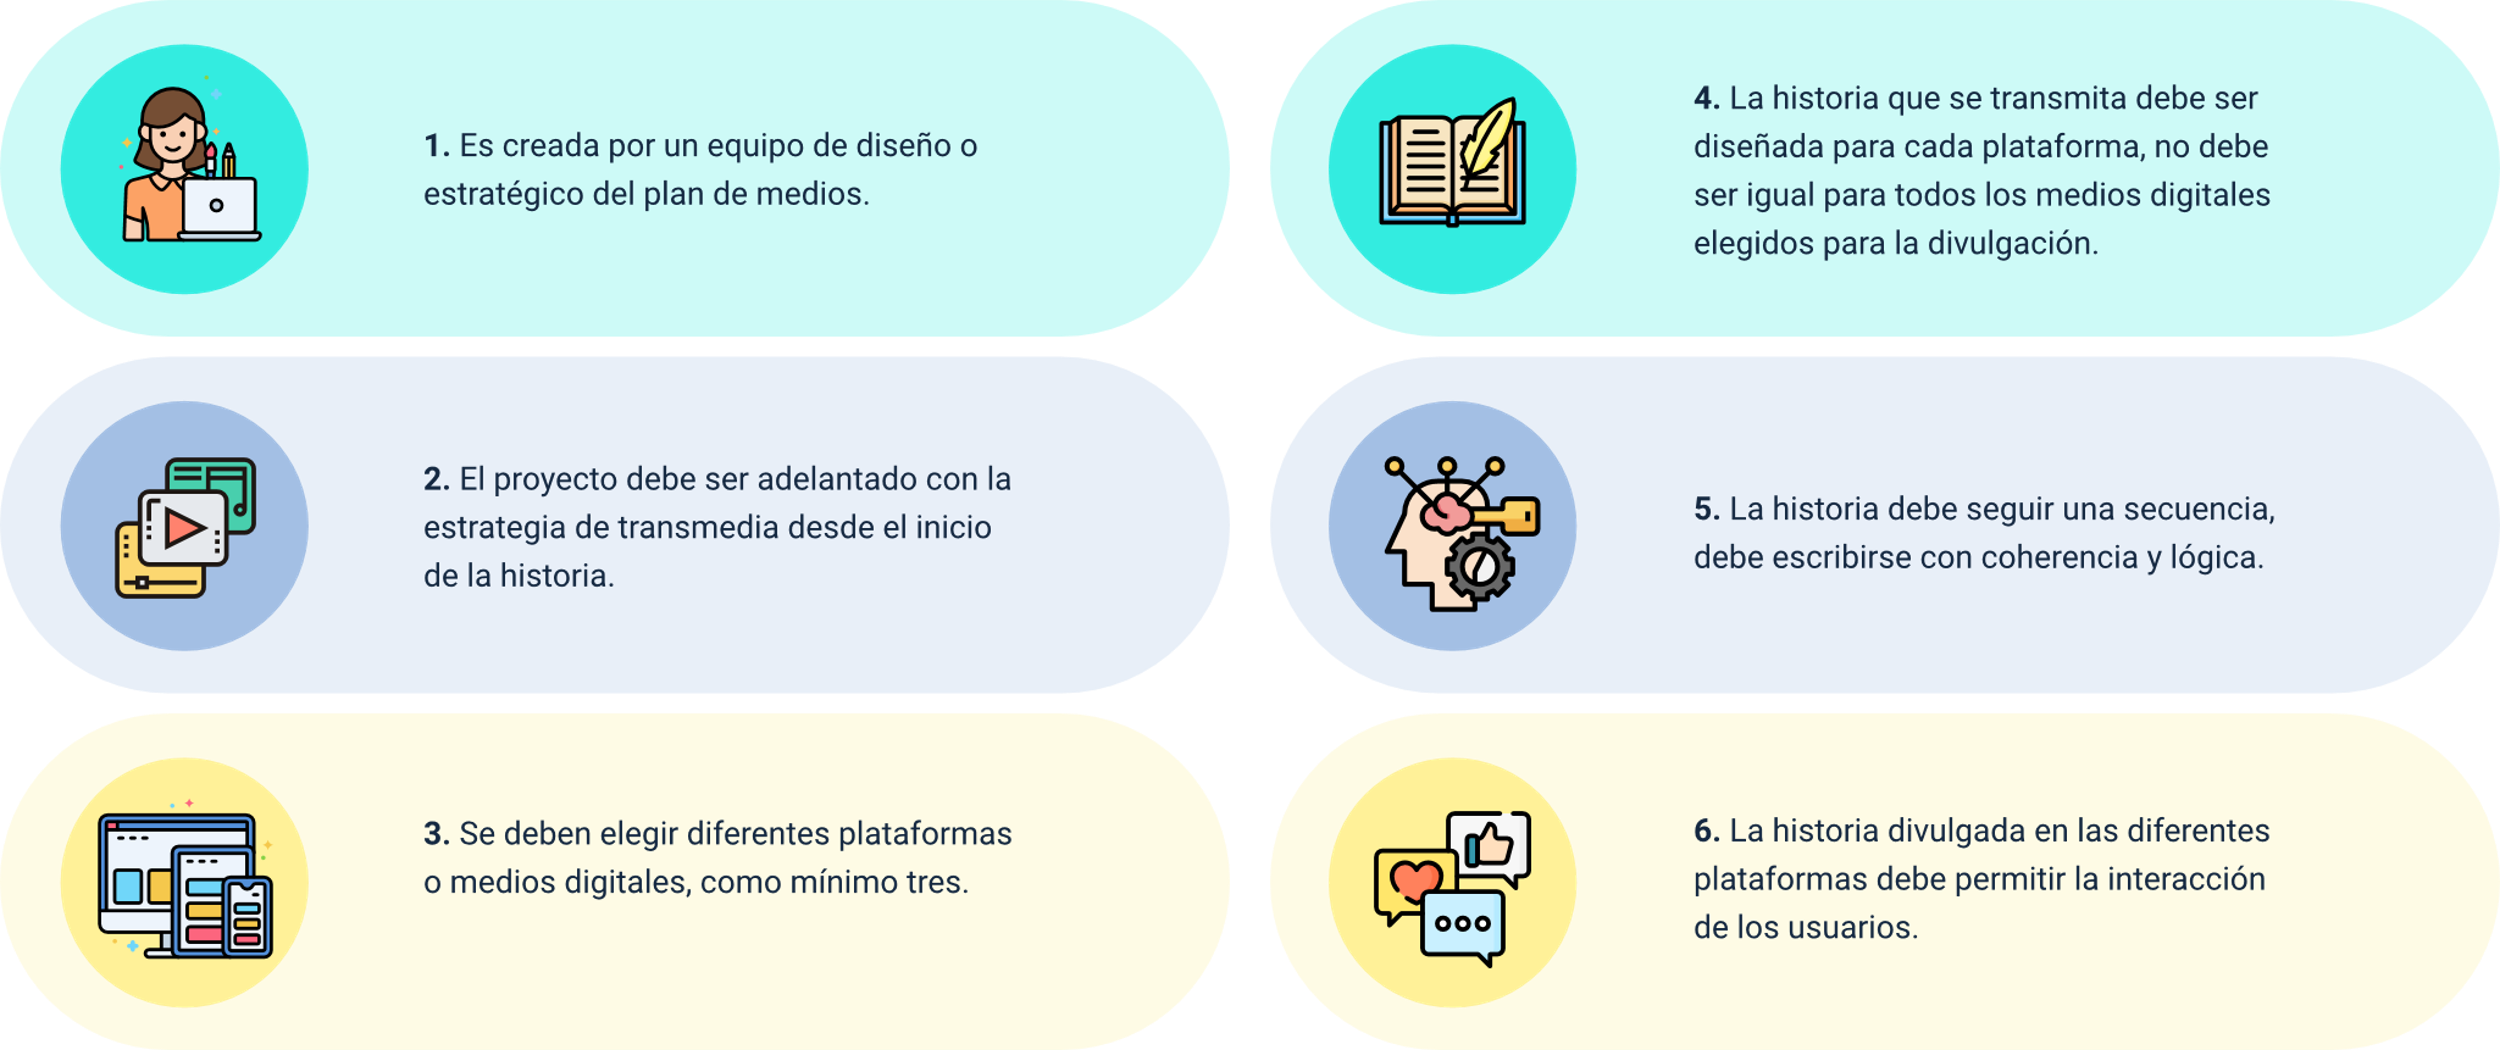 1. Es creada por un equipo de diseño o
estratégico del plan de medios.
2. El proyecto debe ser adelantado con la
estrategia de transmedia desde el inicio
de la historia.
3. Se deben elegir diferentes plataformas
o medios digitales, como mínimo tres.
4. La historia que se transmita debe ser
diseñada para cada plataforma, no debe
ser igual para todos los medios digitales
elegidos para la divulgación.
5. La historia debe seguir una secuencia,
debe escribirse con coherencia y lógica.
6. La historia divulgada en las diferentes
plataformas debe permitir la interacción
de los usuarios.